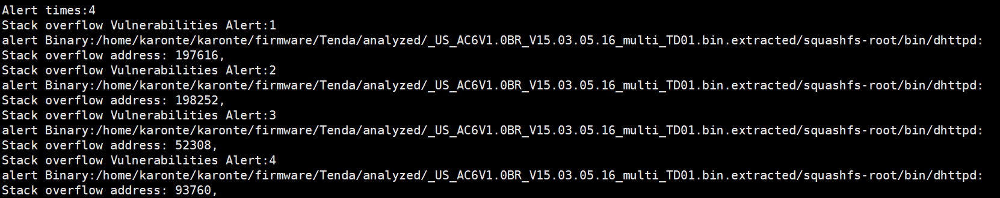 Alert times:4
Stack overflow Vulnerabilities Alert:1
alert Binary:/home/karonte/karonte/firmware/Tenda/analyzed/_US_AC6V1.0BR_V15.03.05.16_multi_TD01.bin.extracted/squashfs-root/bin/dhttpd:
Stack overflow address: 197616,
Stack overflow Vulnerabilities Alert:2
alert Binary:/home/karonte/karonte/firmware/Tenda/analyzed/_US_AC6V1.0BR_V15.03.05.16_multi_TD01.bin.extracted/squashfs-root/bin/dhttpd:
Stack overflow address: 198252,
Stack overflow Vulnerabilities Alert:3
alert Binary:/home/karonte/karonte/firmware/Tenda/analyzed/_US_AC6V1.0BR_V15.03.05.16_multi_TD01.bin.extracted/squashfs-root/bin/dhttpd:
Stack overflow address: 52308,
Stack overflow Vulnerabilities Alert:4
alert Binary:/home/karonte/karonte/firmware/Tenda/analyzed/_US_AC6V1.0BR_V15.03.05.16_multi_TD01.bin.extracted/squashfs-root/bin/dhttpd:
Stack overflow address: 93760,